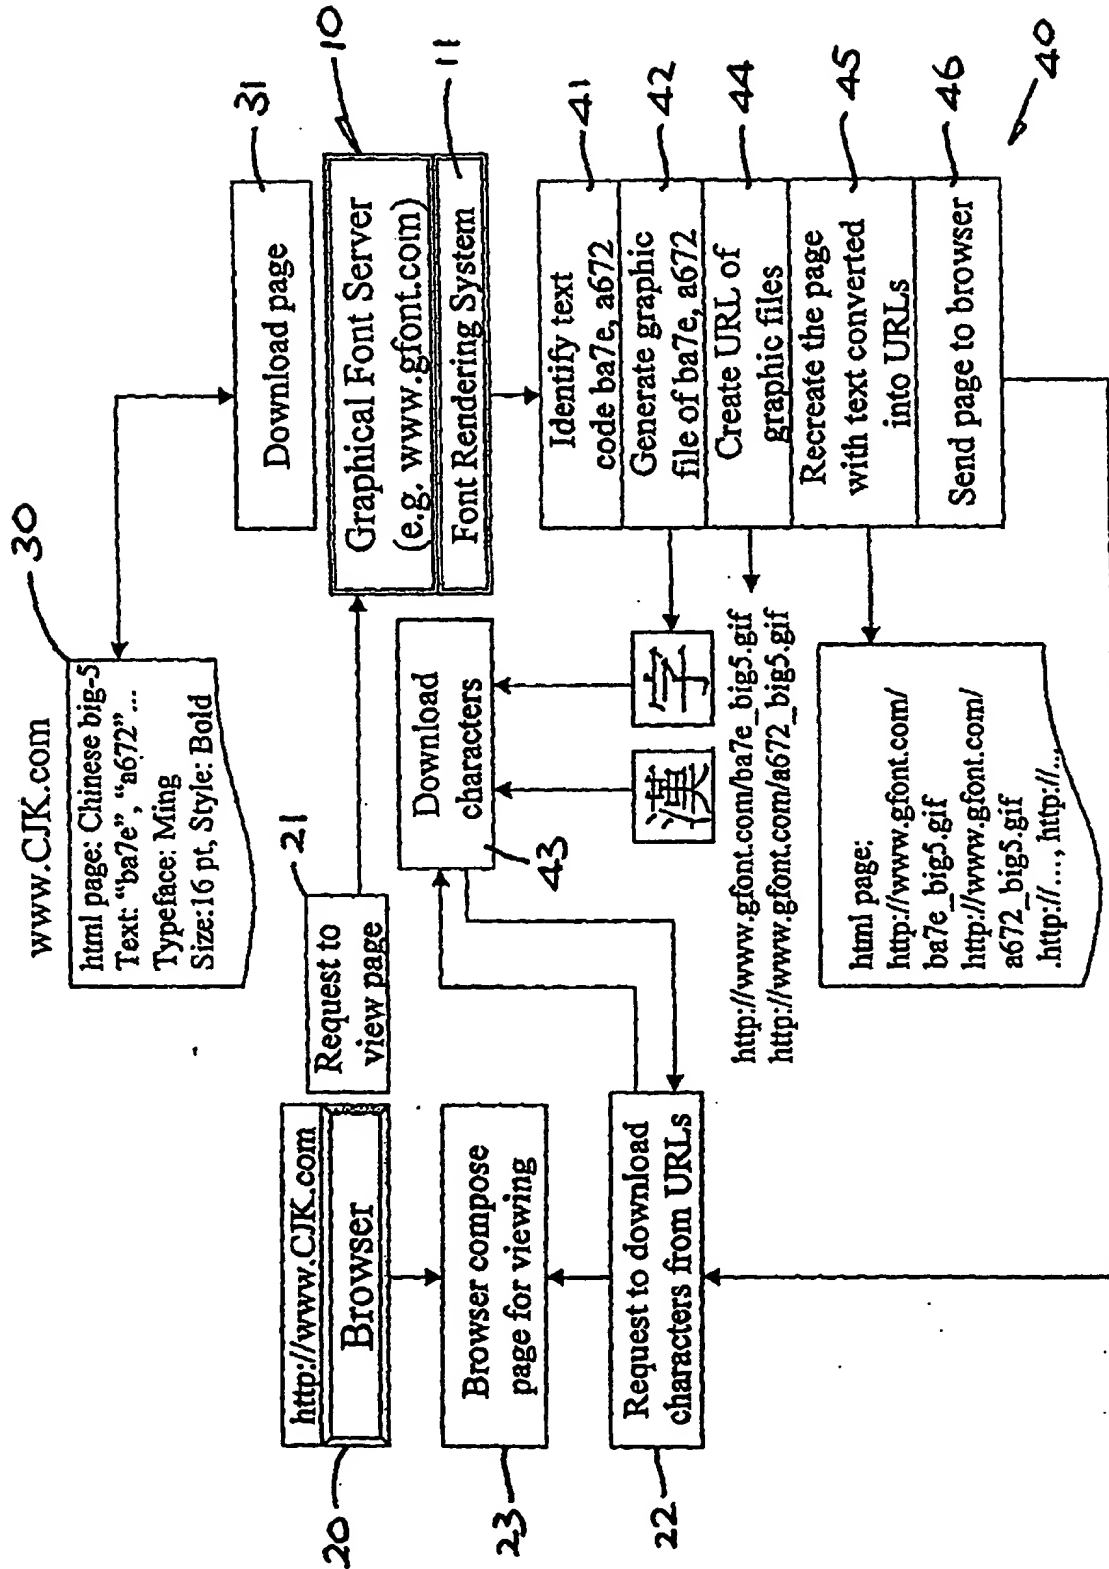 www.CJK.com
30
html page: Chinese big-5
Text: “ba7e”, “a672”...
Typeface: Ming
Size:16 pt, Style: Bold
31
Download page
http://www.CJK.com
Browser
20
21
Request to
view page
10
Graphical Font Server
(e.g. www.gfont.com)
11
Font Rendering System
Browser compose
page for viewing
23
Download
characters
43
Request to download
characters from URLs
22
漢
字
http://www.gfont.com/ba7e_big5.gif
http://www.gfont.com/a672_big5.gif
Identify text
code ba7e, a672
41
Generate graphic
file of ba7e, a672
42
Create URL of
graphic files
44
Recreate the page
with text converted
into URLs
45
Send page to browser
46
40
html page:
http://www.gfont.com/
ba7e_big5.gif
http://www.gfont.com/
a672_big5.gif
.http://...., http://...